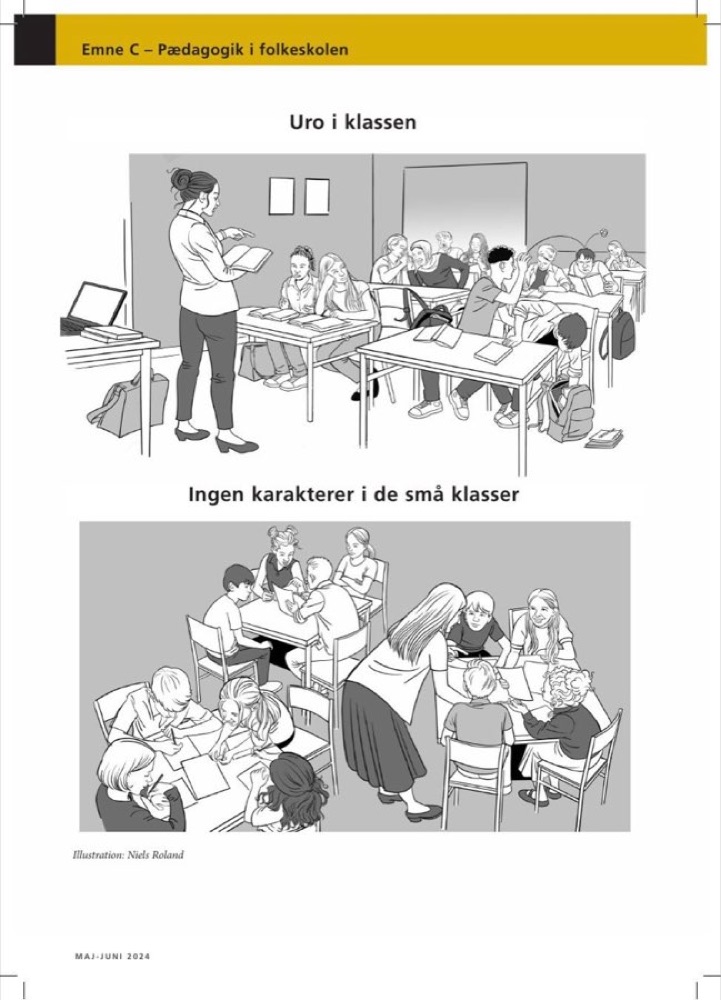 Emne C – Pædagogik i folkeskolen
Uro i klassen
Ingen karakterer i de små klasser
Illustration: Niels Roland
MAJ-JUNI 2024